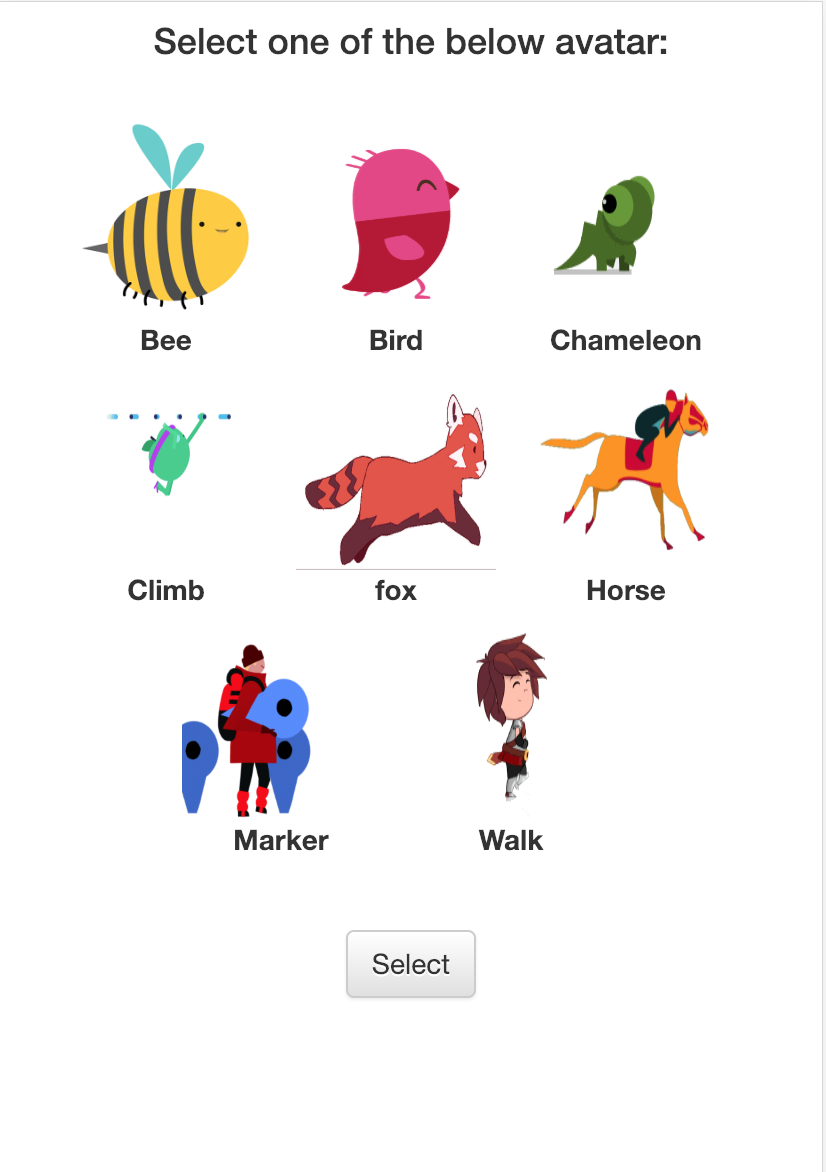 Select one of the below avatar:
Bee Bird Chameleon
Climb fox Horse
Marker Walk
Select